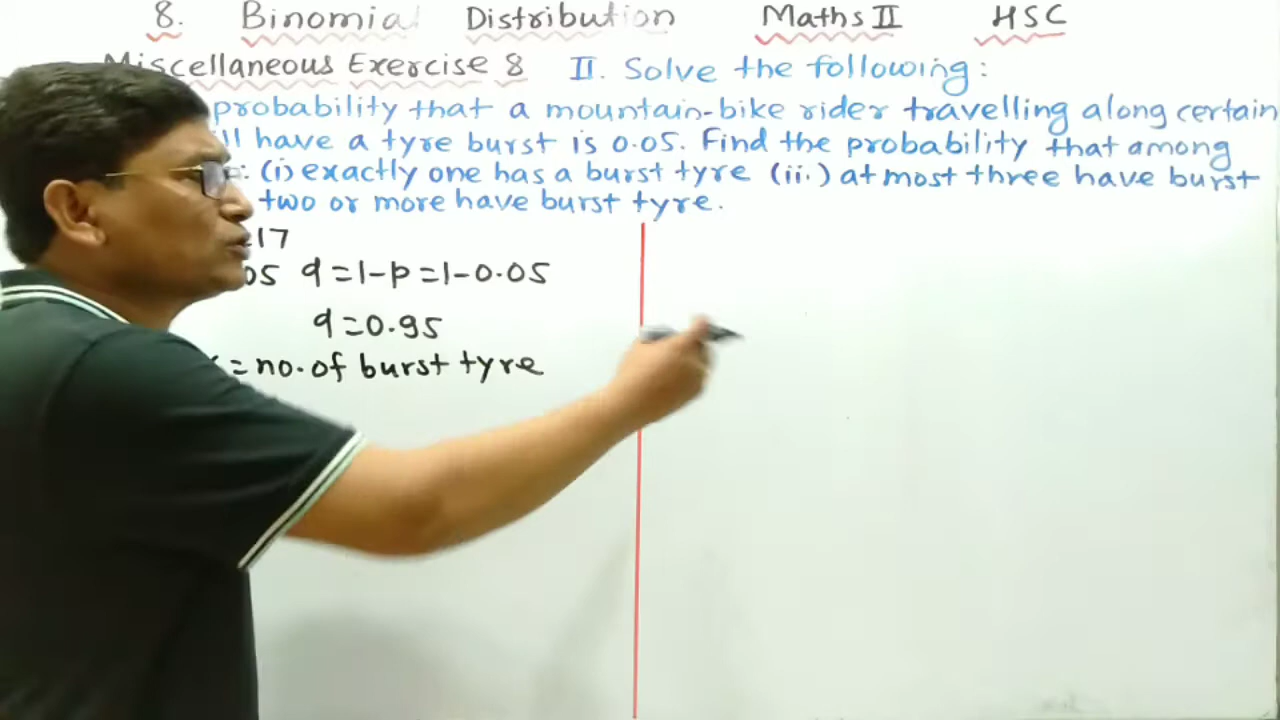 8. Binomial Distribution Maths II HSC
Miscellaneous Exercise 8 II. Solve the following:
probability that a mountain-bike rider travelling along certain
ll have a tyre burst is 0.05. Find the probability that among
: (i) exactly one has a burst tyre (ii.) at most three have burst
two or more have burst tyre.
=17
05 q=1-p=1-0.05
q=0.95
=no.of burst tyre